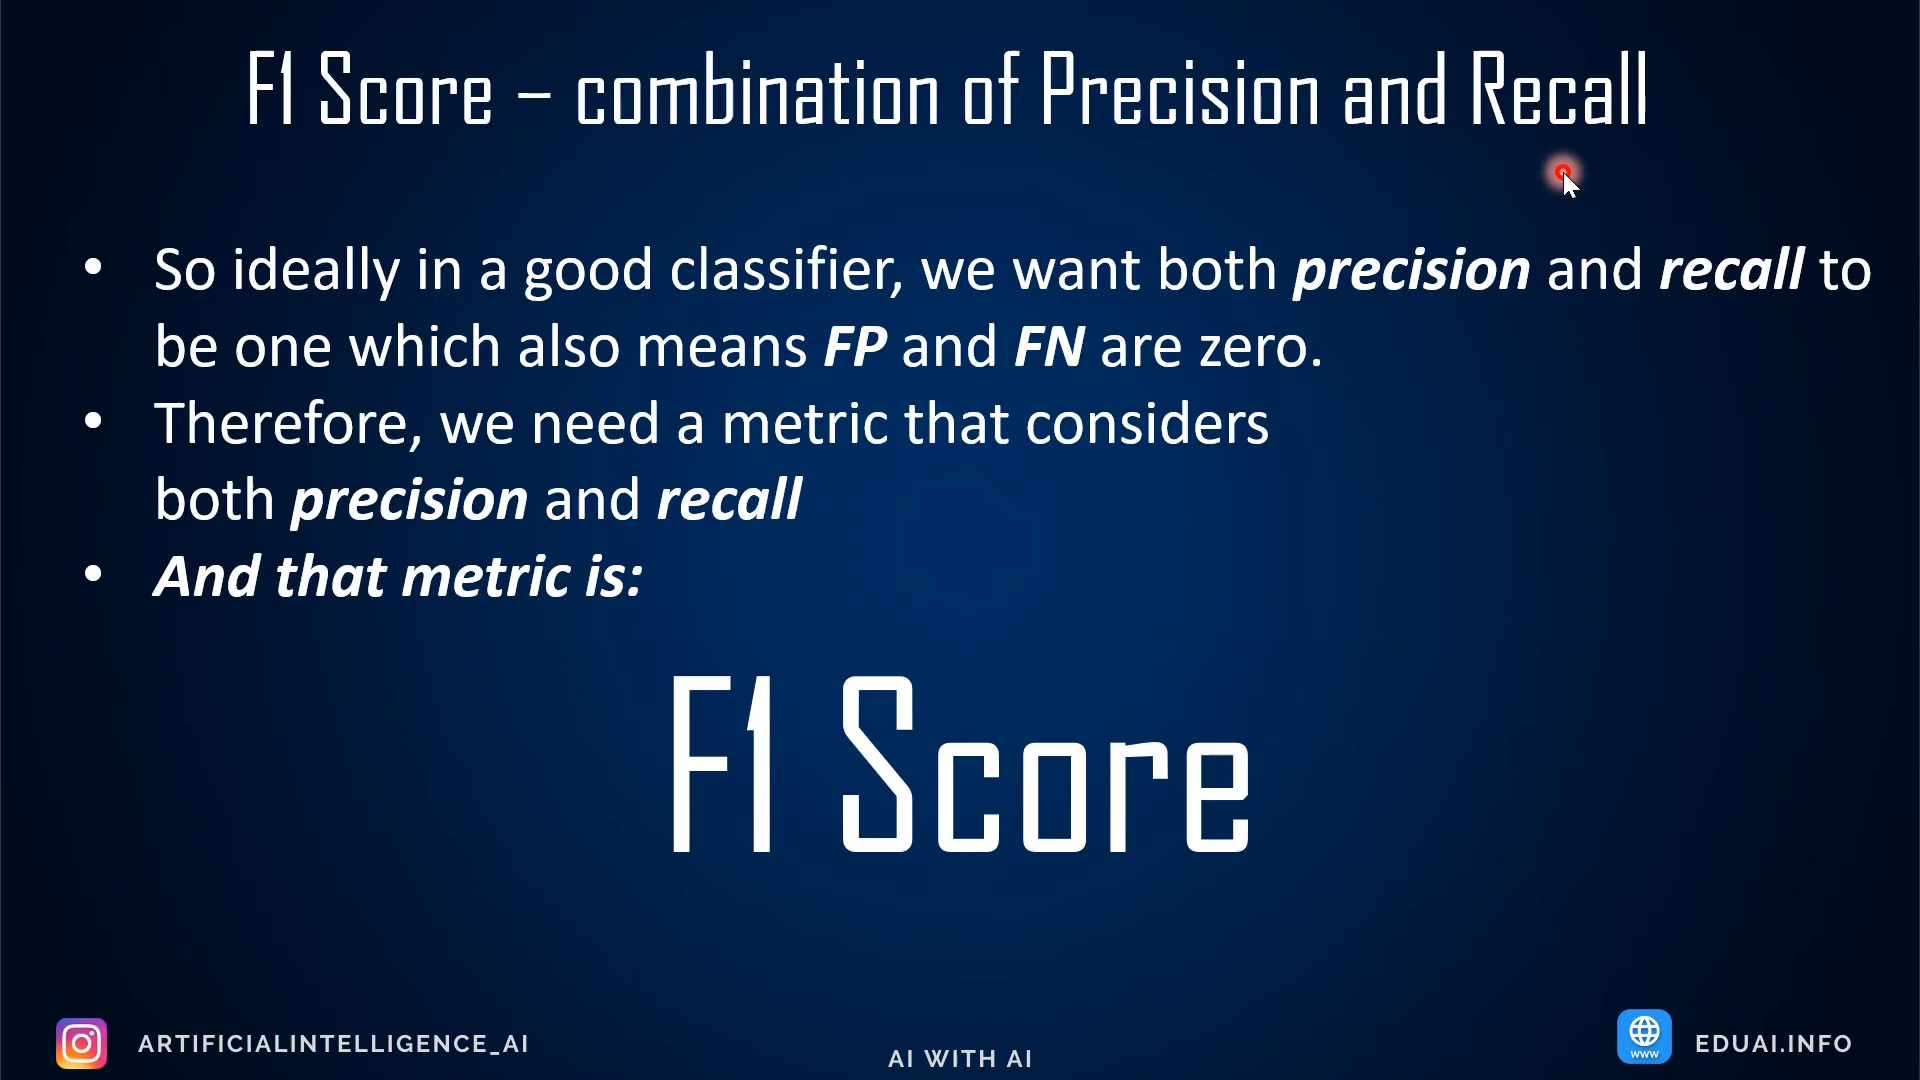 F1 Score – combination of Precision and Recall
• So ideally in a good classifier, we want both precision and recall to
be one which also means FP and FN are zero.
• Therefore, we need a metric that considers
both precision and recall
• And that metric is:
F1 Score
ARTIFICIALINTELLIGENCE_AI
AI WITH AI
www
EDUAI.INFO